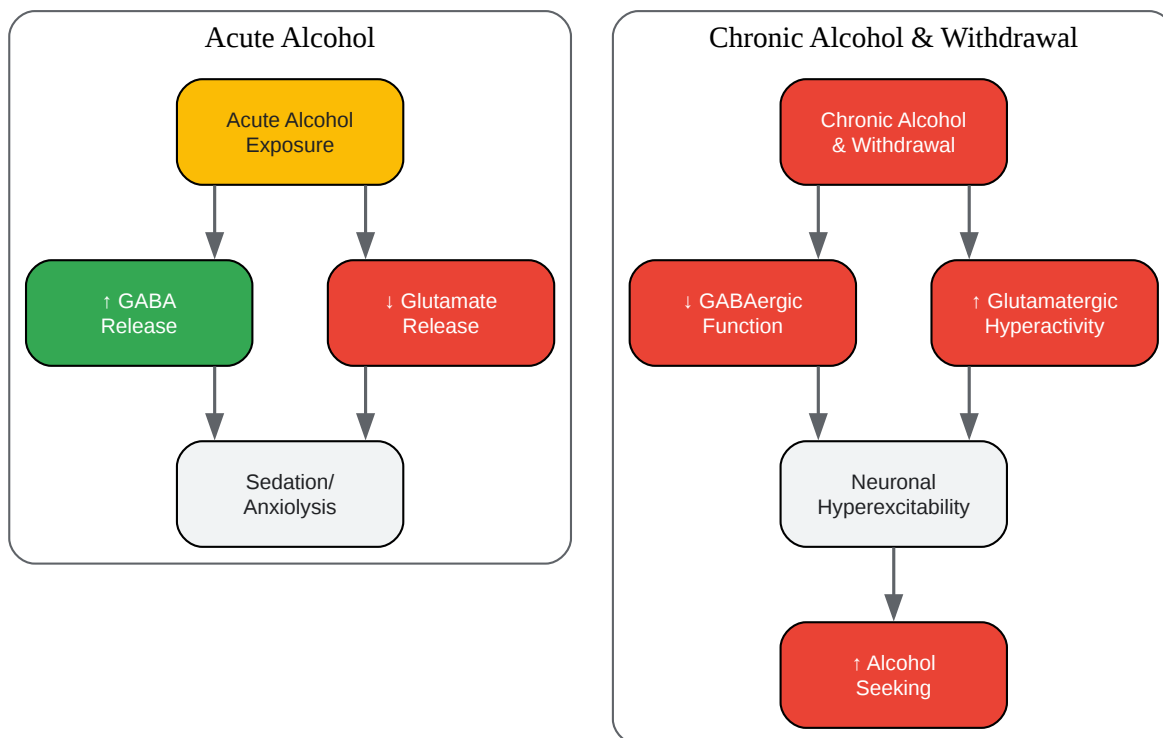 Acute Alcohol
Acute Alcohol
Exposure
↑ GABA
Release
↓ Glutamate
Release
Sedation/
Anxiolysis
Chronic Alcohol & Withdrawal
Chronic Alcohol
& Withdrawal
↓ GABAergic
Function
↑ Glutamatergic
Hyperactivity
Neuronal
Hyperexcitability
↑ Alcohol
Seeking